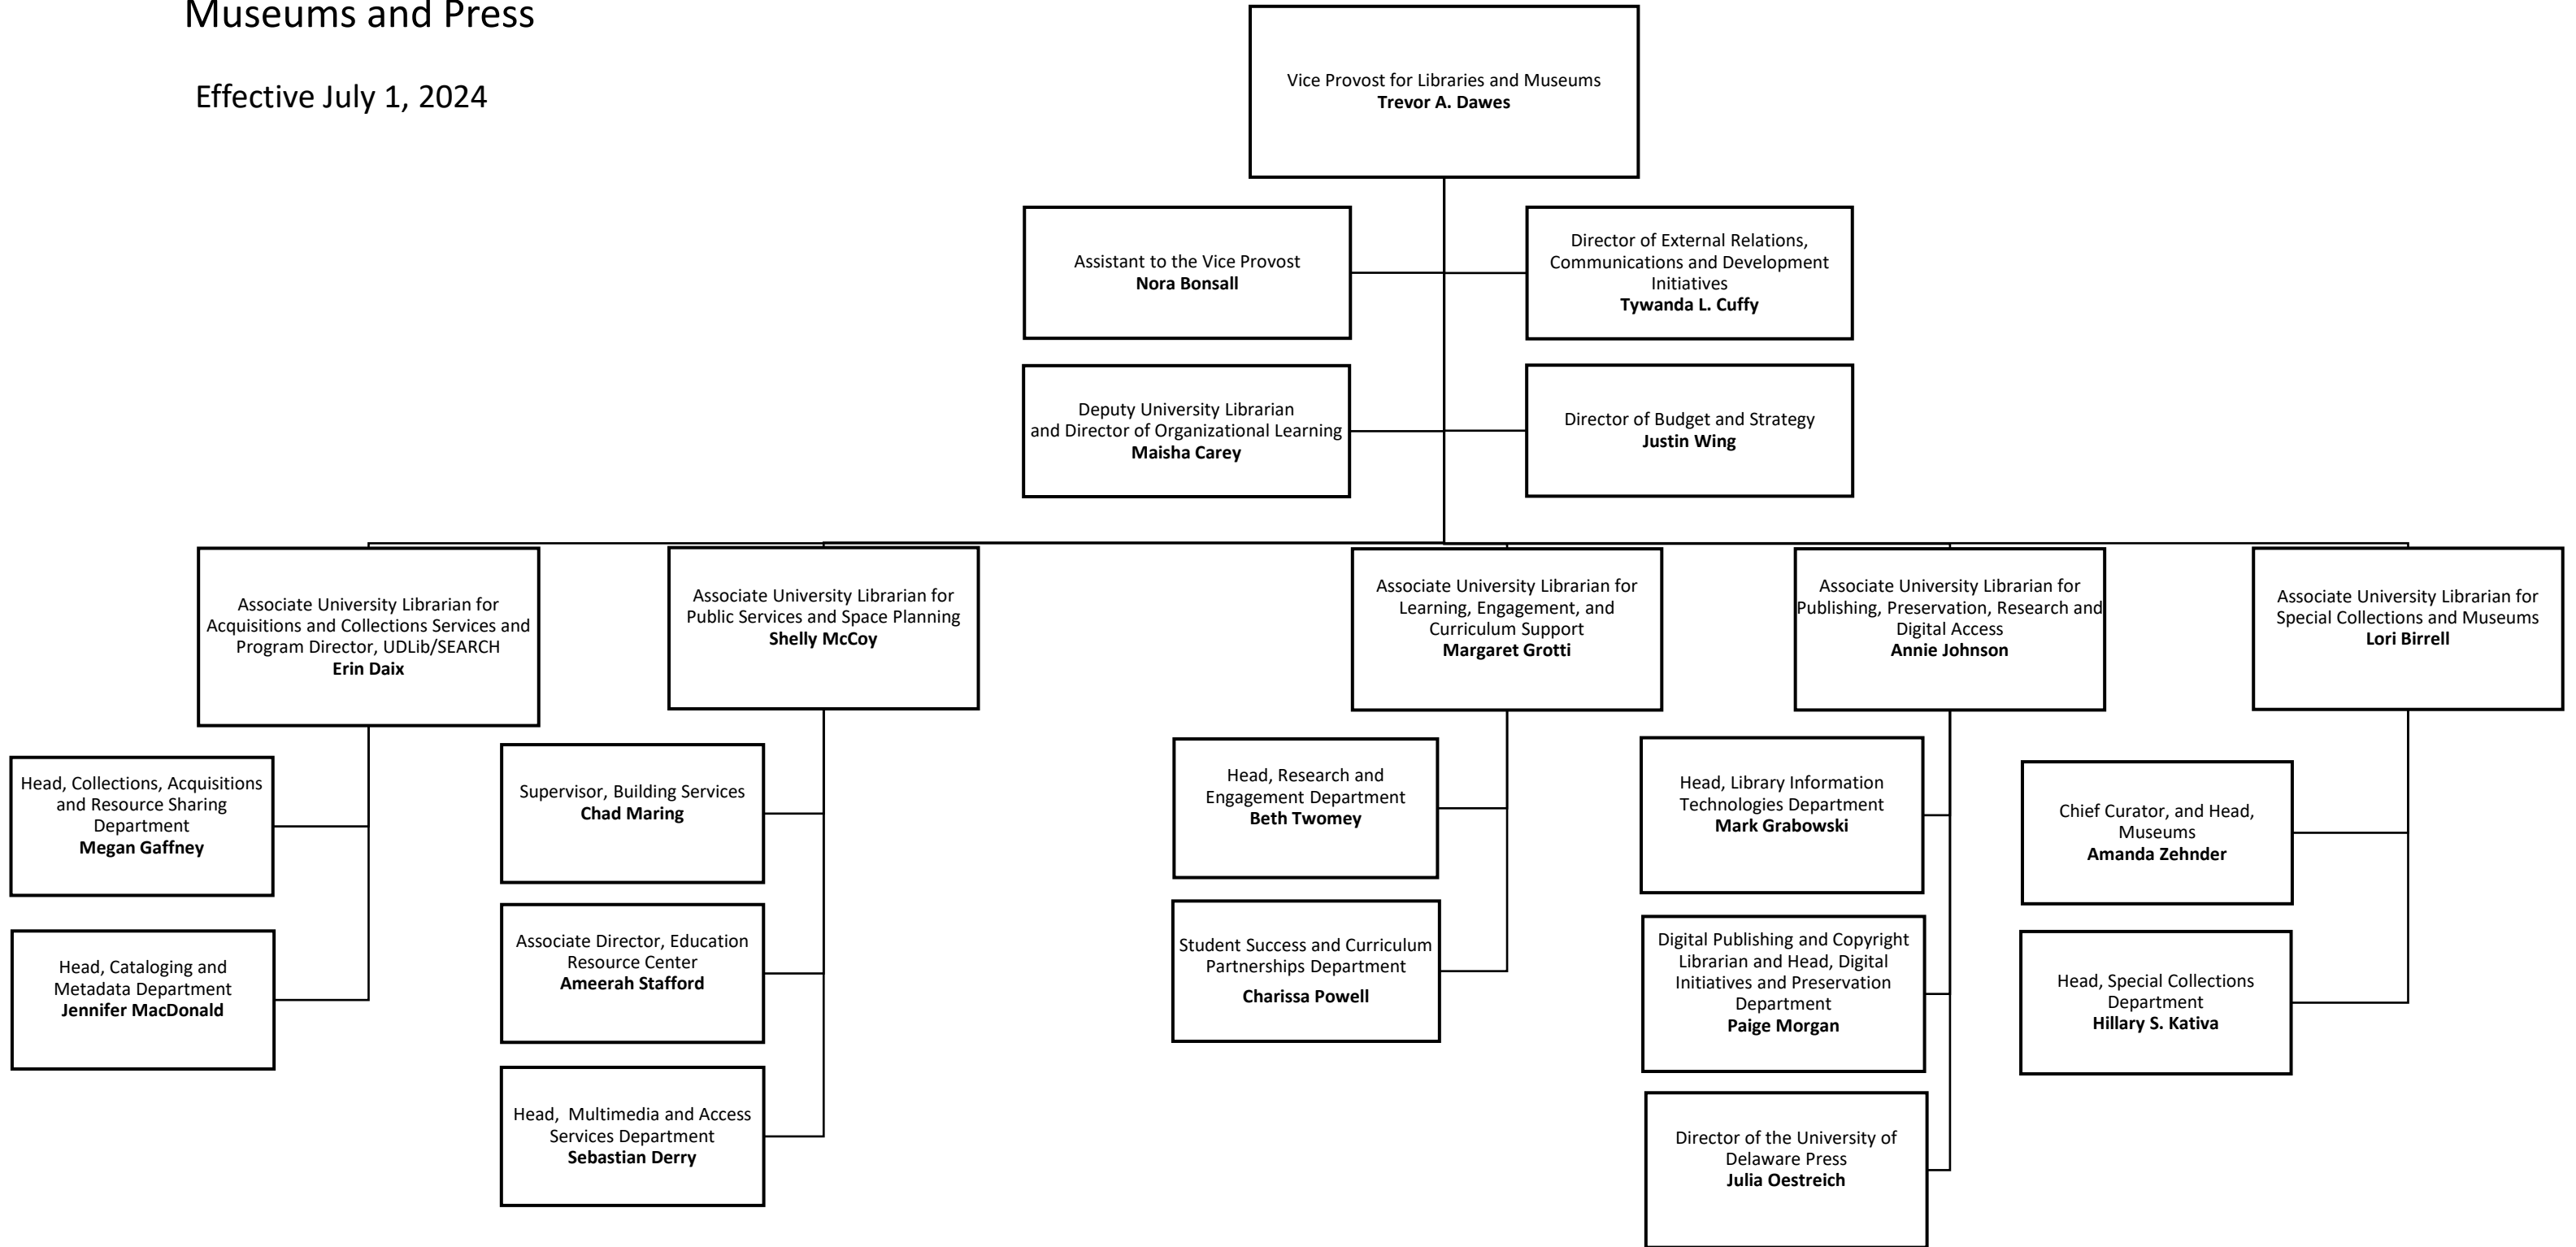 Museums and Press
Effective July 1, 2024
Vice Provost for Libraries and Museums
Trevor A. Dawes
Assistant to the Vice Provost
Nora Bonsall
Director of External Relations,
Communications and Development
Initiatives
Tywanda L. Cuffy
Deputy University Librarian
and Director of Organizational Learning
Maisha Carey
Director of Budget and Strategy
Justin Wing
Associate University Librarian for
Acquisitions and Collections Services and
Program Director, UDLib/SEARCH
Erin Daix
Associate University Librarian for
Public Services and Space Planning
Shelly McCoy
Associate University Librarian for
Learning, Engagement, and
Curriculum Support
Margaret Grotti
Associate University Librarian for
Publishing, Preservation, Research and
Digital Access
Annie Johnson
Associate University Librarian for
Special Collections and Museums
Lori Birrell
Head, Collections, Acquisitions
and Resource Sharing
Department
Megan Gaffney
Head, Cataloging and
Metadata Department
Jennifer MacDonald
Supervisor, Building Services
Chad Maring
Associate Director, Education
Resource Center
Ameerah Stafford
Head,  Multimedia and Access
Services Department
Sebastian Derry
Head, Research and
Engagement Department
Beth Twomey
Student Success and Curriculum
Partnerships Department
Charissa Powell
Head, Library Information
Technologies Department
Mark Grabowski
Digital Publishing and Copyright
Librarian and Head, Digital
Initiatives and Preservation
Department
Paige Morgan
Director of the University of
Delaware Press
Julia Oestreich
Chief Curator, and Head,
Museums
Amanda Zehnder
Head, Special Collections
Department
Hillary S. Kativa